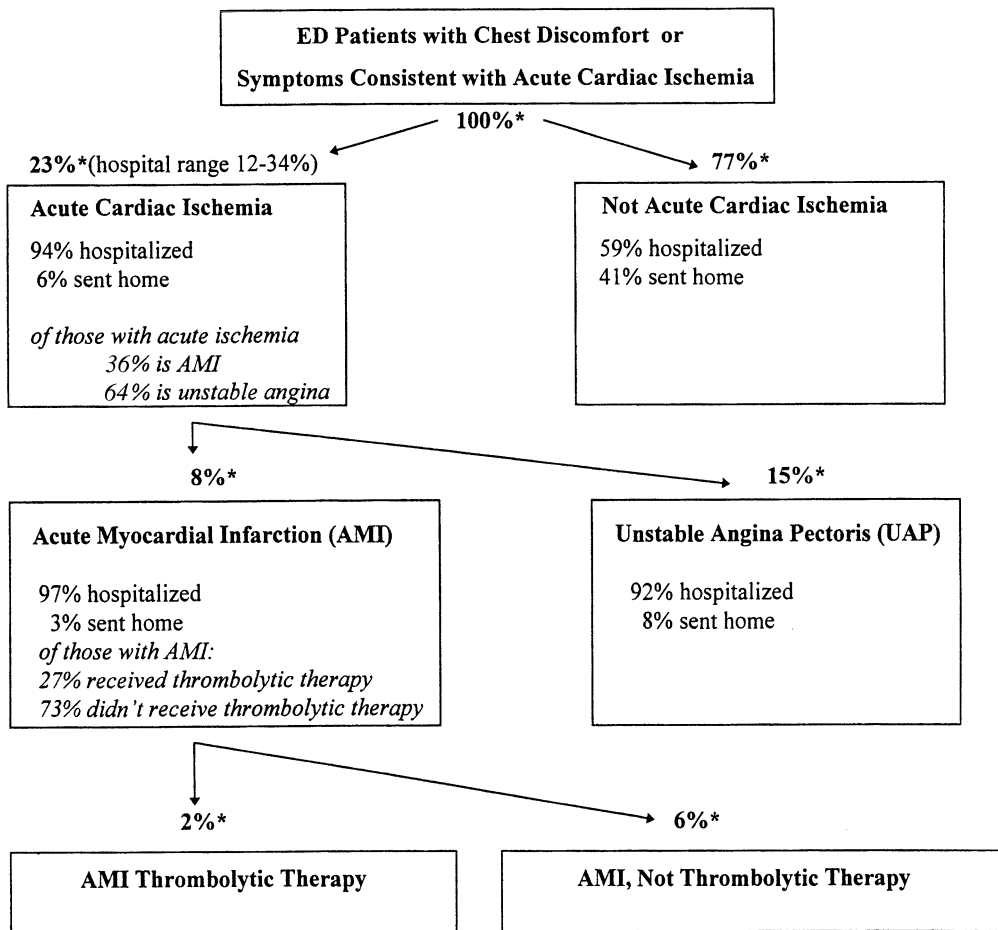 ED Patients with Chest Discomfort or
Symptoms Consistent with Acute Cardiac Ischemia
100%*
23%*(hospital range 12-34%)
77%*
Acute Cardiac Ischemia
94% hospitalized
6% sent home
of those with acute ischemia
36% is AMI
64% is unstable angina
Not Acute Cardiac Ischemia
59% hospitalized
41% sent home
8%*
15%*
Acute Myocardial Infarction (AMI)
97% hospitalized
3% sent home
of those with AMI:
27% received thrombolytic therapy
73% didn't receive thrombolytic therapy
Unstable Angina Pectoris (UAP)
92% hospitalized
8% sent home
2%*
6%*
AMI Thrombolytic Therapy
AMI, Not Thrombolytic Therapy